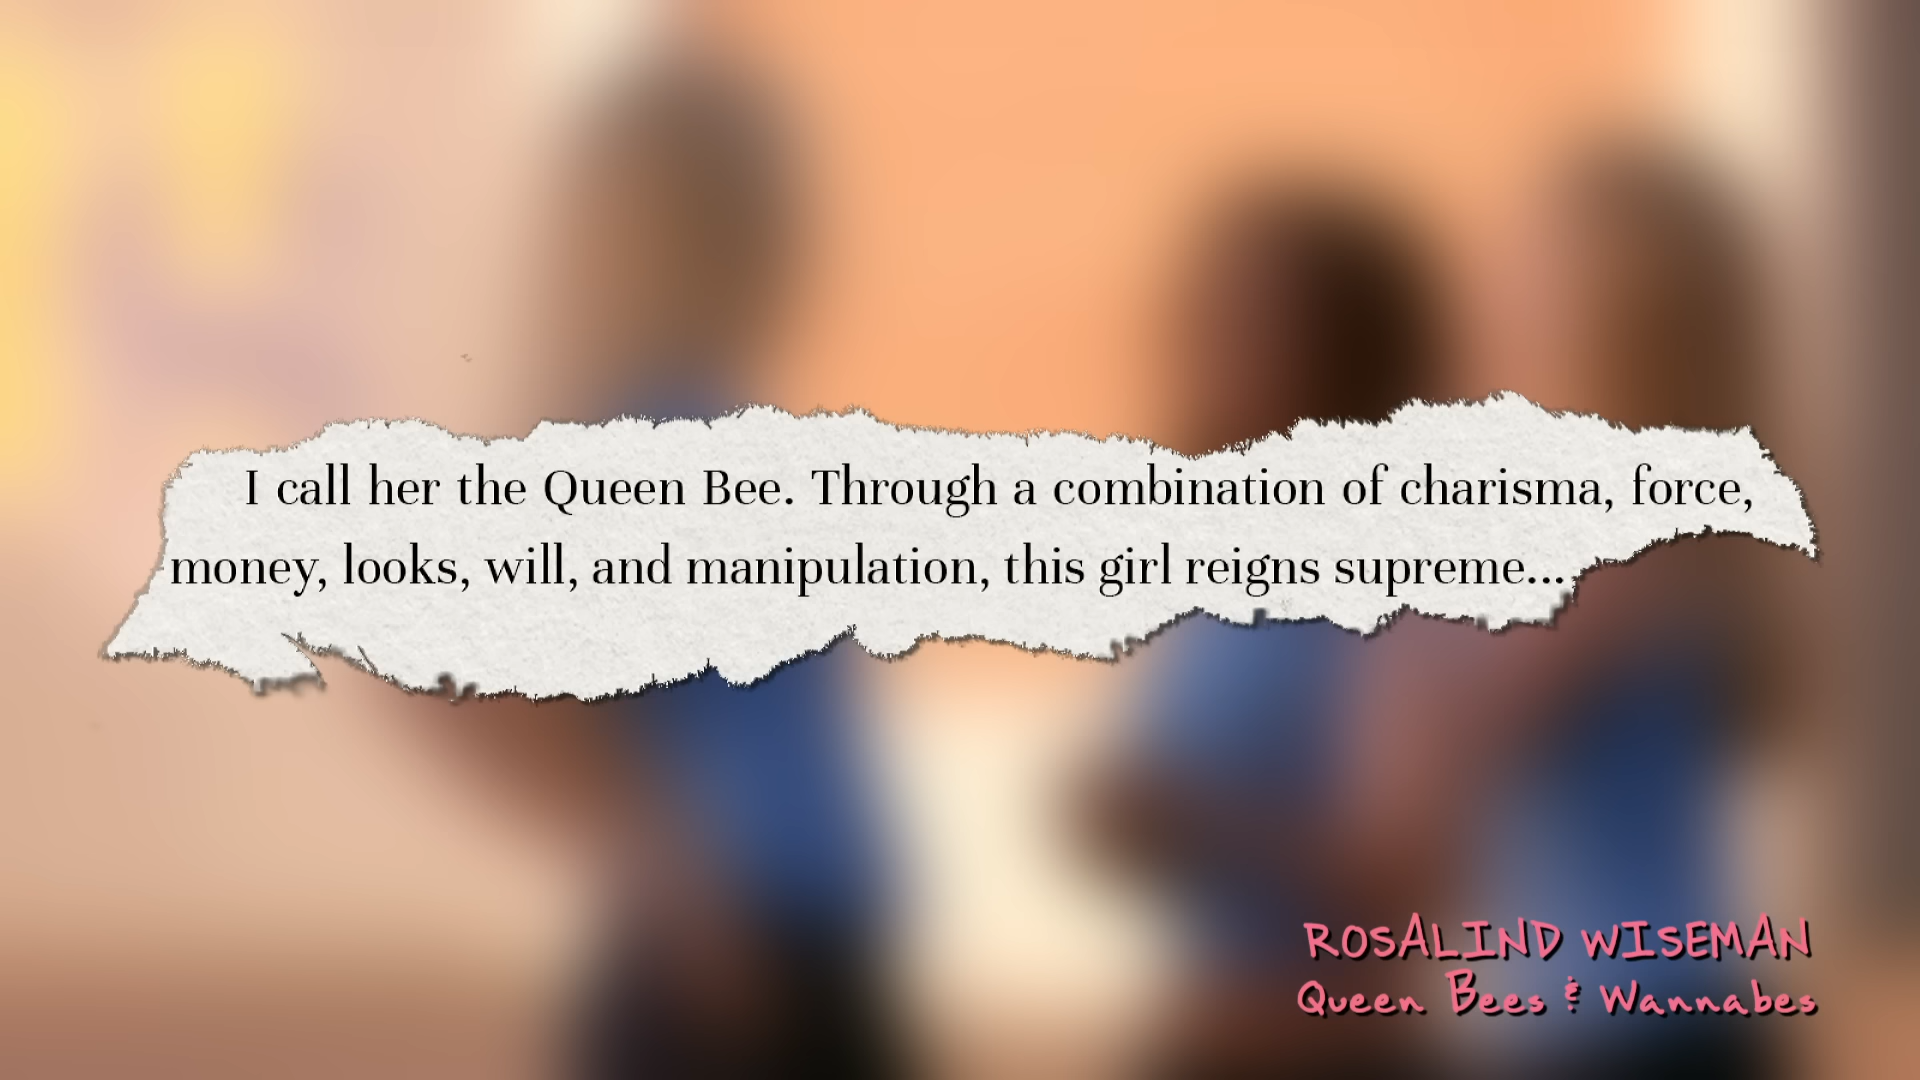 I call her the Queen Bee. Through a combination of charisma, force,
money, looks, will, and manipulation, this girl reigns supreme...
ROSALIND WISEMAN
Queen Bees & Wannabes